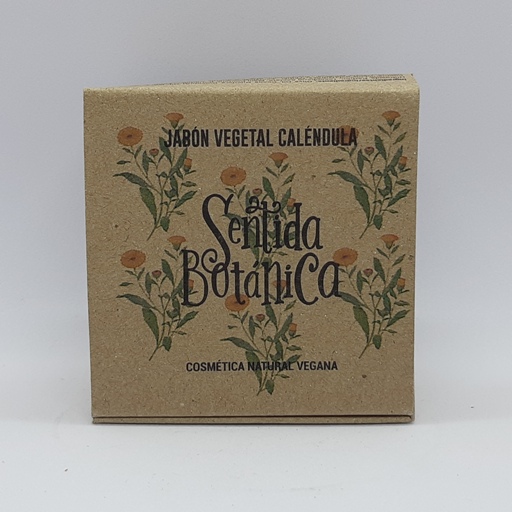 JABÓN VEGETAL CALÉNDULA
Sentida
Botánica
COSMÉTICA NATURAL VEGANA